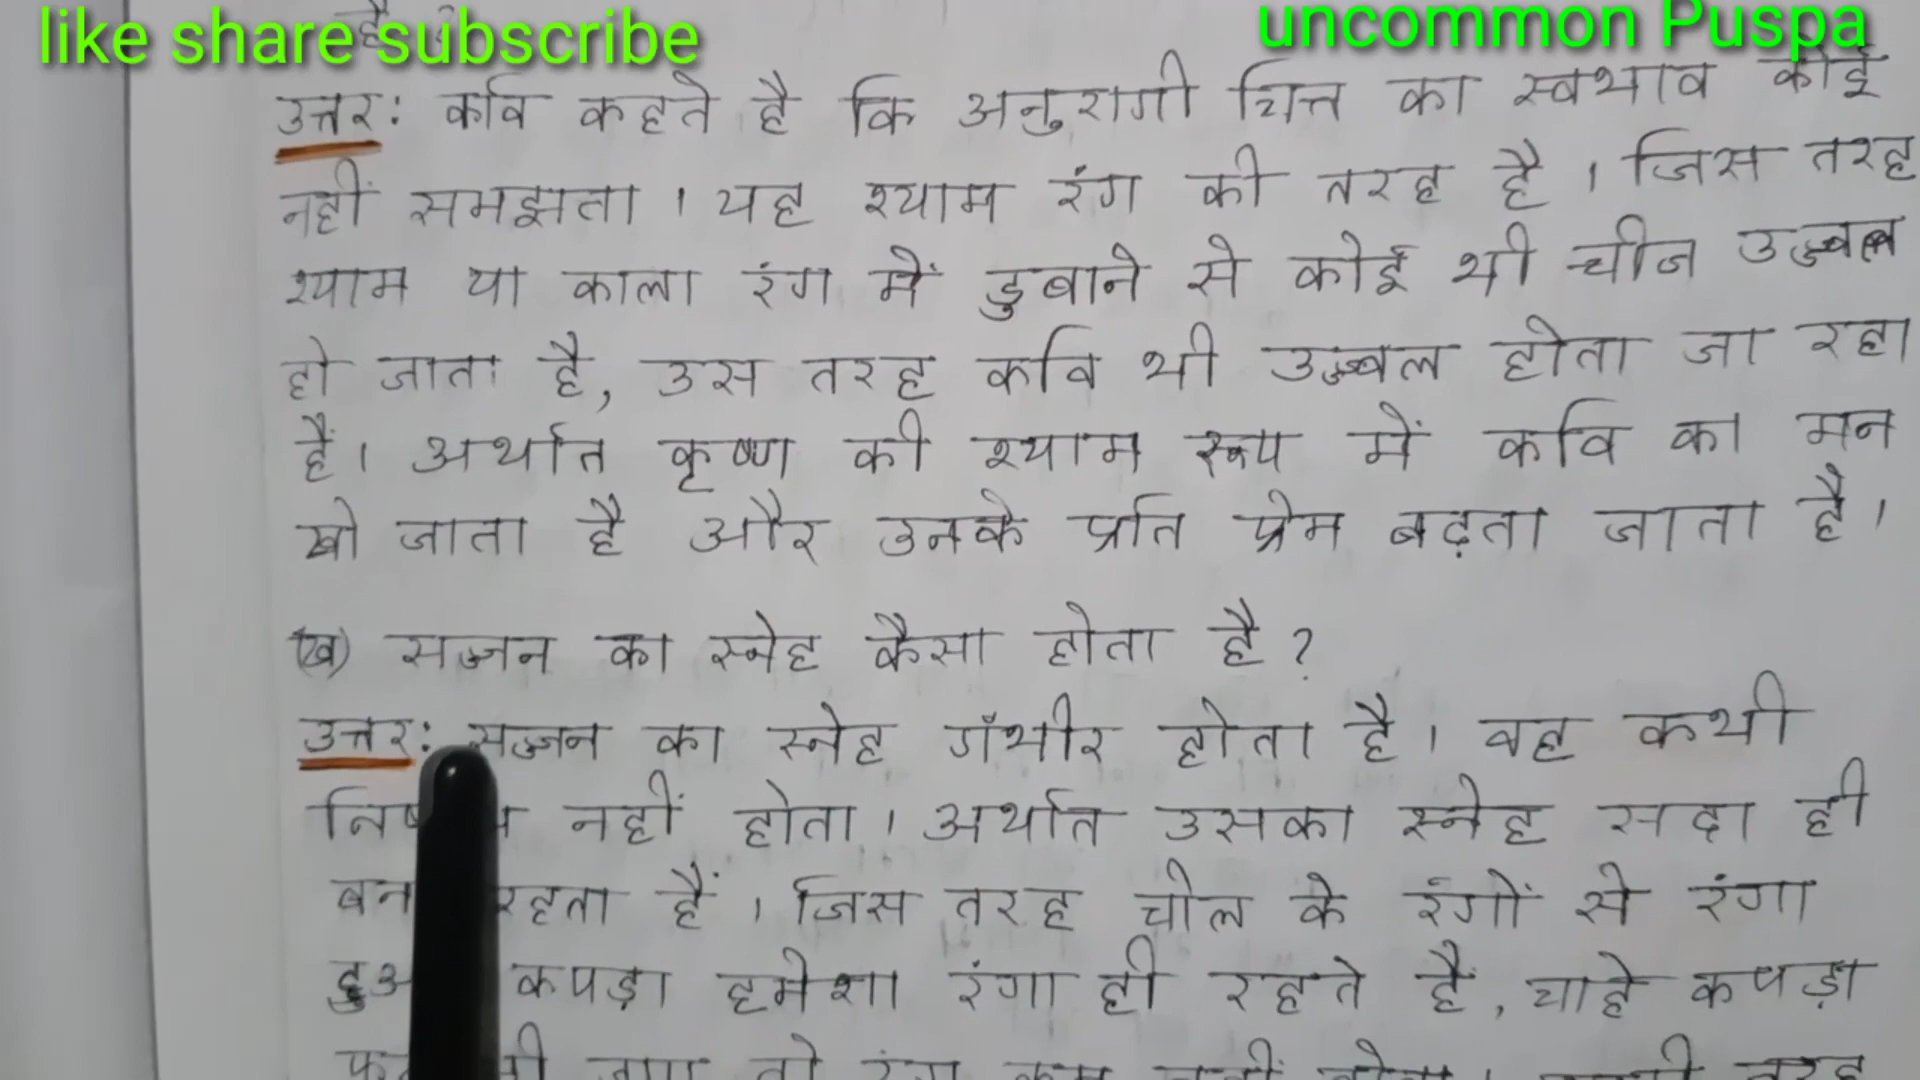 like share subscribe
uncommon Puspa
उत्तर: कवि कहते है कि अनुरागी चित्त का स्वभाव कोई
नहीं समझता । यह श्याम रंग की तरह है । जिस तरह
श्याम या काला रंग में डुबाने से कोई भी चीज उज्ज्वल
हो जाता है, उस तरह कवि भी उज्ज्वल होता जा रहा
हैं। अर्थात कृष्ण की श्याम रूप में कवि का मन
खो जाता है और उनके प्रति प्रेम बढ़ता जाता है।
(ख) सज्जन का स्नेह कैसा होता है ?
उत्तर: सज्जन का स्नेह गँभीर होता है। वह कभी
नहीं होता। अर्थात उसका स्नेह सदा ही
रहता हैं । जिस तरह चोल के रंगों से रंगा
कपड़ा हमेशा रंगा ही रहते हैं, चाहे कपड़ा